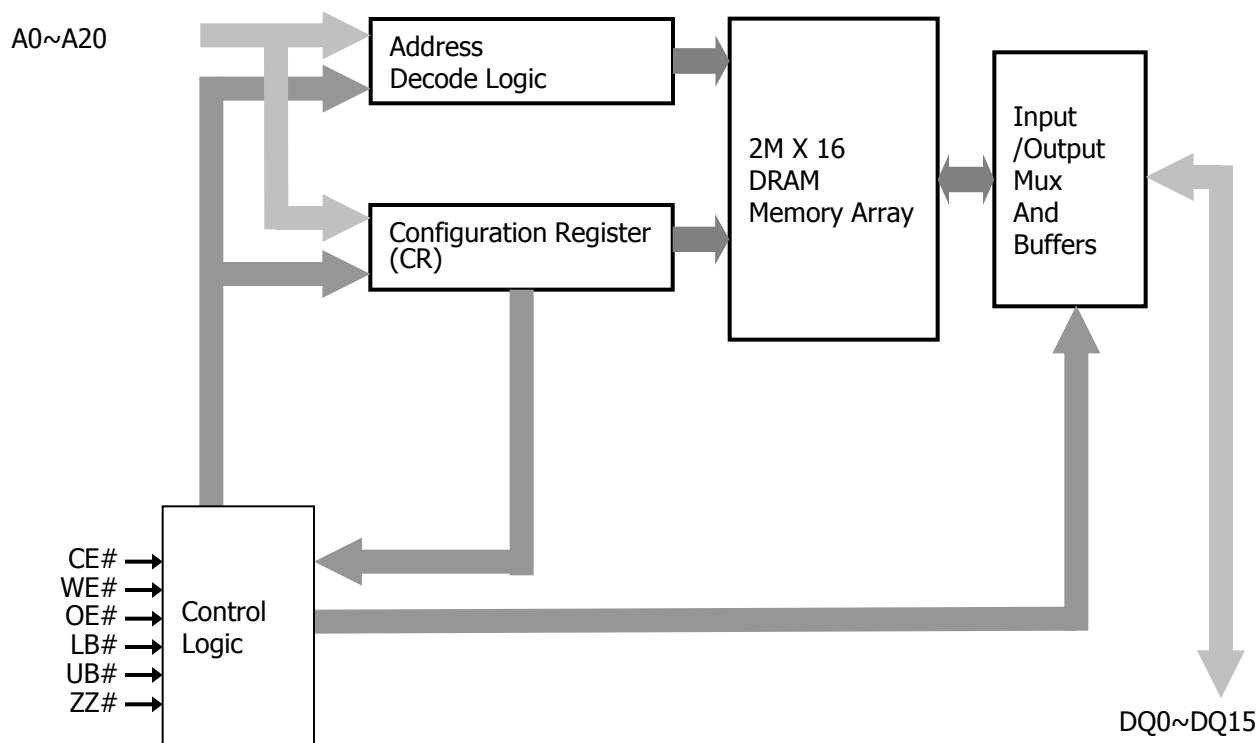 A0~A20
Address
Decode Logic
Configuration Register
(CR)
2M X 16
DRAM
Memory Array
Input
/Output
Mux
And
Buffers
CE#
WE#
OE#
LB#
UB#
ZZ#
Control
Logic
DQ0~DQ15